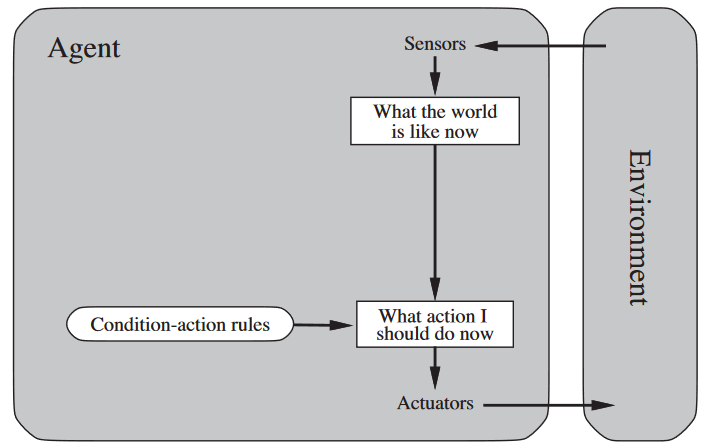 Agent
Sensors
What the world
is like now
Environment
Condition-action rules
What action I
should do now
Actuators